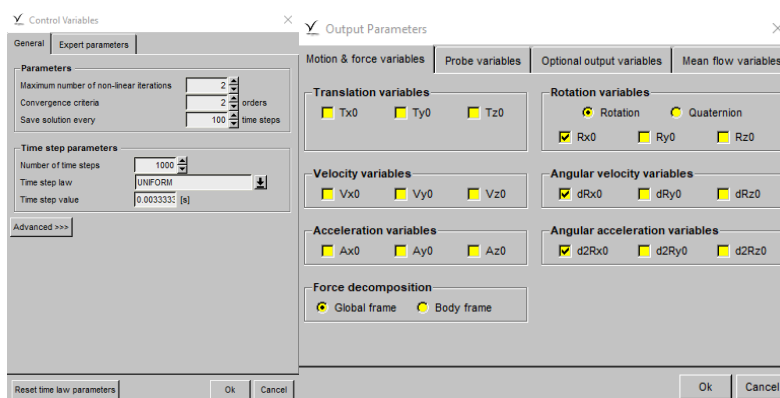 Control Variables
General Expert parameters
Parameters
Maximum number of non-linear iterations 2
Convergence criteria 2 orders
Save solution every 100 time steps
Time step parameters
Number of time steps 1000
Time step law UNIFORM
Time step value 0.003333: [s]
Advanced >>>
Reset time law parameters Ok Cancel
Output Parameters
Motion & force variables Probe variables Optional output variables Mean flow variables
Translation variables
Tx0 Ty0 Tz0
Rotation variables
Rotation Quaternion
Rx0 Ry0 Rz0
Velocity variables
Vx0 Vy0 Vz0
Angular velocity variables
dRx0 dRy0 dRz0
Acceleration variables
Ax0 Ay0 Az0
Angular acceleration variables
d2Rx0 d2Ry0 d2Rz0
Force decomposition
Global frame Body frame
Ok Cancel